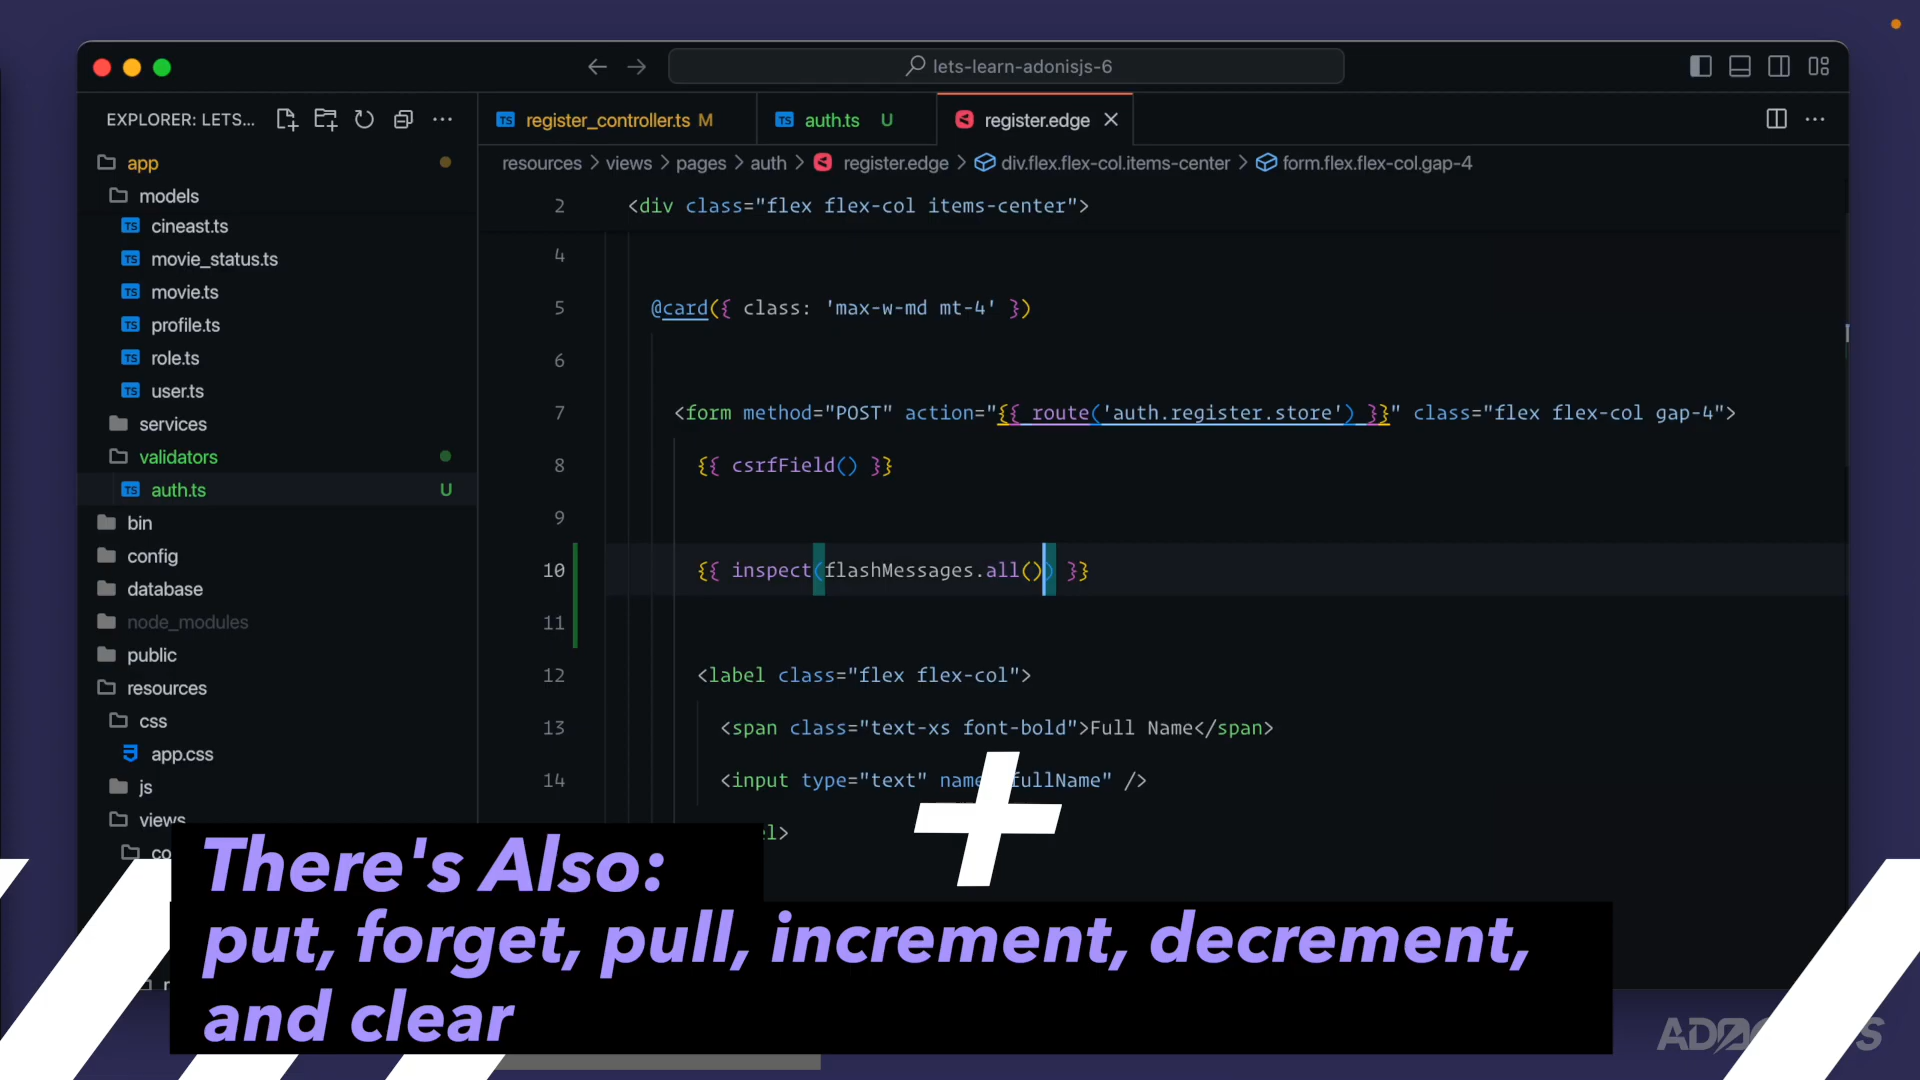 lets-learn-adonisjs-6
EXPLORER: LETS...
register_controller.ts M
auth.ts U
register.edge
resources > views > pages > auth > register.edge > div.flex.flex-col.items-center > form.flex.flex-col.gap-4
app
models
cineast.ts
movie_status.ts
movie.ts
profile.ts
role.ts
user.ts
services
validators
auth.ts U
bin
config
database
node_modules
public
resources
css
app.css
js
views
co
2 <div class="flex flex-col items-center">
4
5 @card({ class: 'max-w-md mt-4' })
6
7 <form method="POST" action="{{ route('auth.register.store') }}" class="flex flex-col gap-4">
8 {{ csrfField() }}
9
10 {{ inspect(flashMessages.all()) }}
11
12 <label class="flex flex-col">
13 <span class="text-xs font-bold">Full Name</span>
14 <input type="text" name fullName" />
el>
There's Also:
put, forget, pull, increment, decrement,
and clear